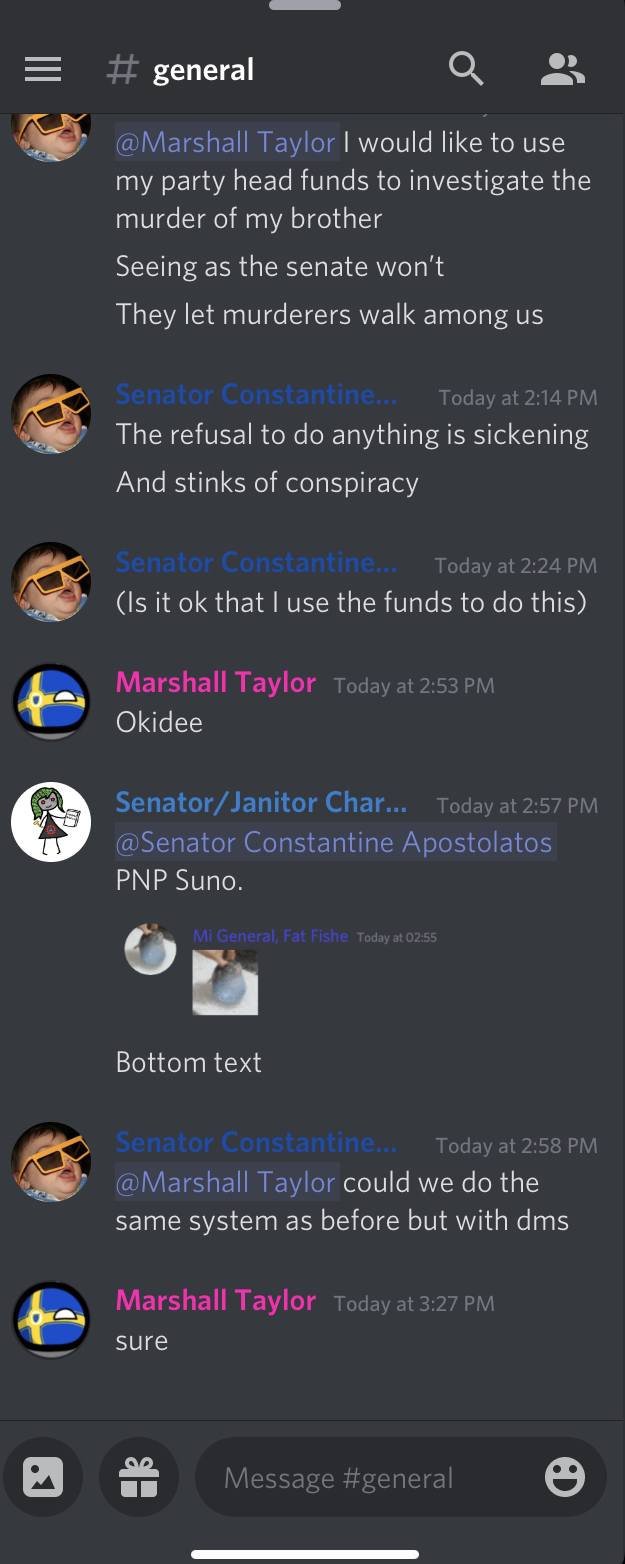 # general
@Marshall Taylor I would like to use
my party head funds to investigate the
murder of my brother
Seeing as the senate won’t
They let murderers walk among us
Senator Constantine... Today at 2:14 PM
The refusal to do anything is sickening
And stinks of conspiracy
Senator Constantine... Today at 2:24 PM
(Is it ok that I use the funds to do this)
Marshall Taylor Today at 2:53 PM
Okidee
Senator/Janitor Char... Today at 2:57 PM
@Senator Constantine Apostolatos
PNP Suno.
Mi General, Fat Fishe Today at 02:55
Bottom text
Senator Constantine... Today at 2:58 PM
@Marshall Taylor could we do the
same system as before but with dms
Marshall Taylor Today at 3:27 PM
sure
Message #general